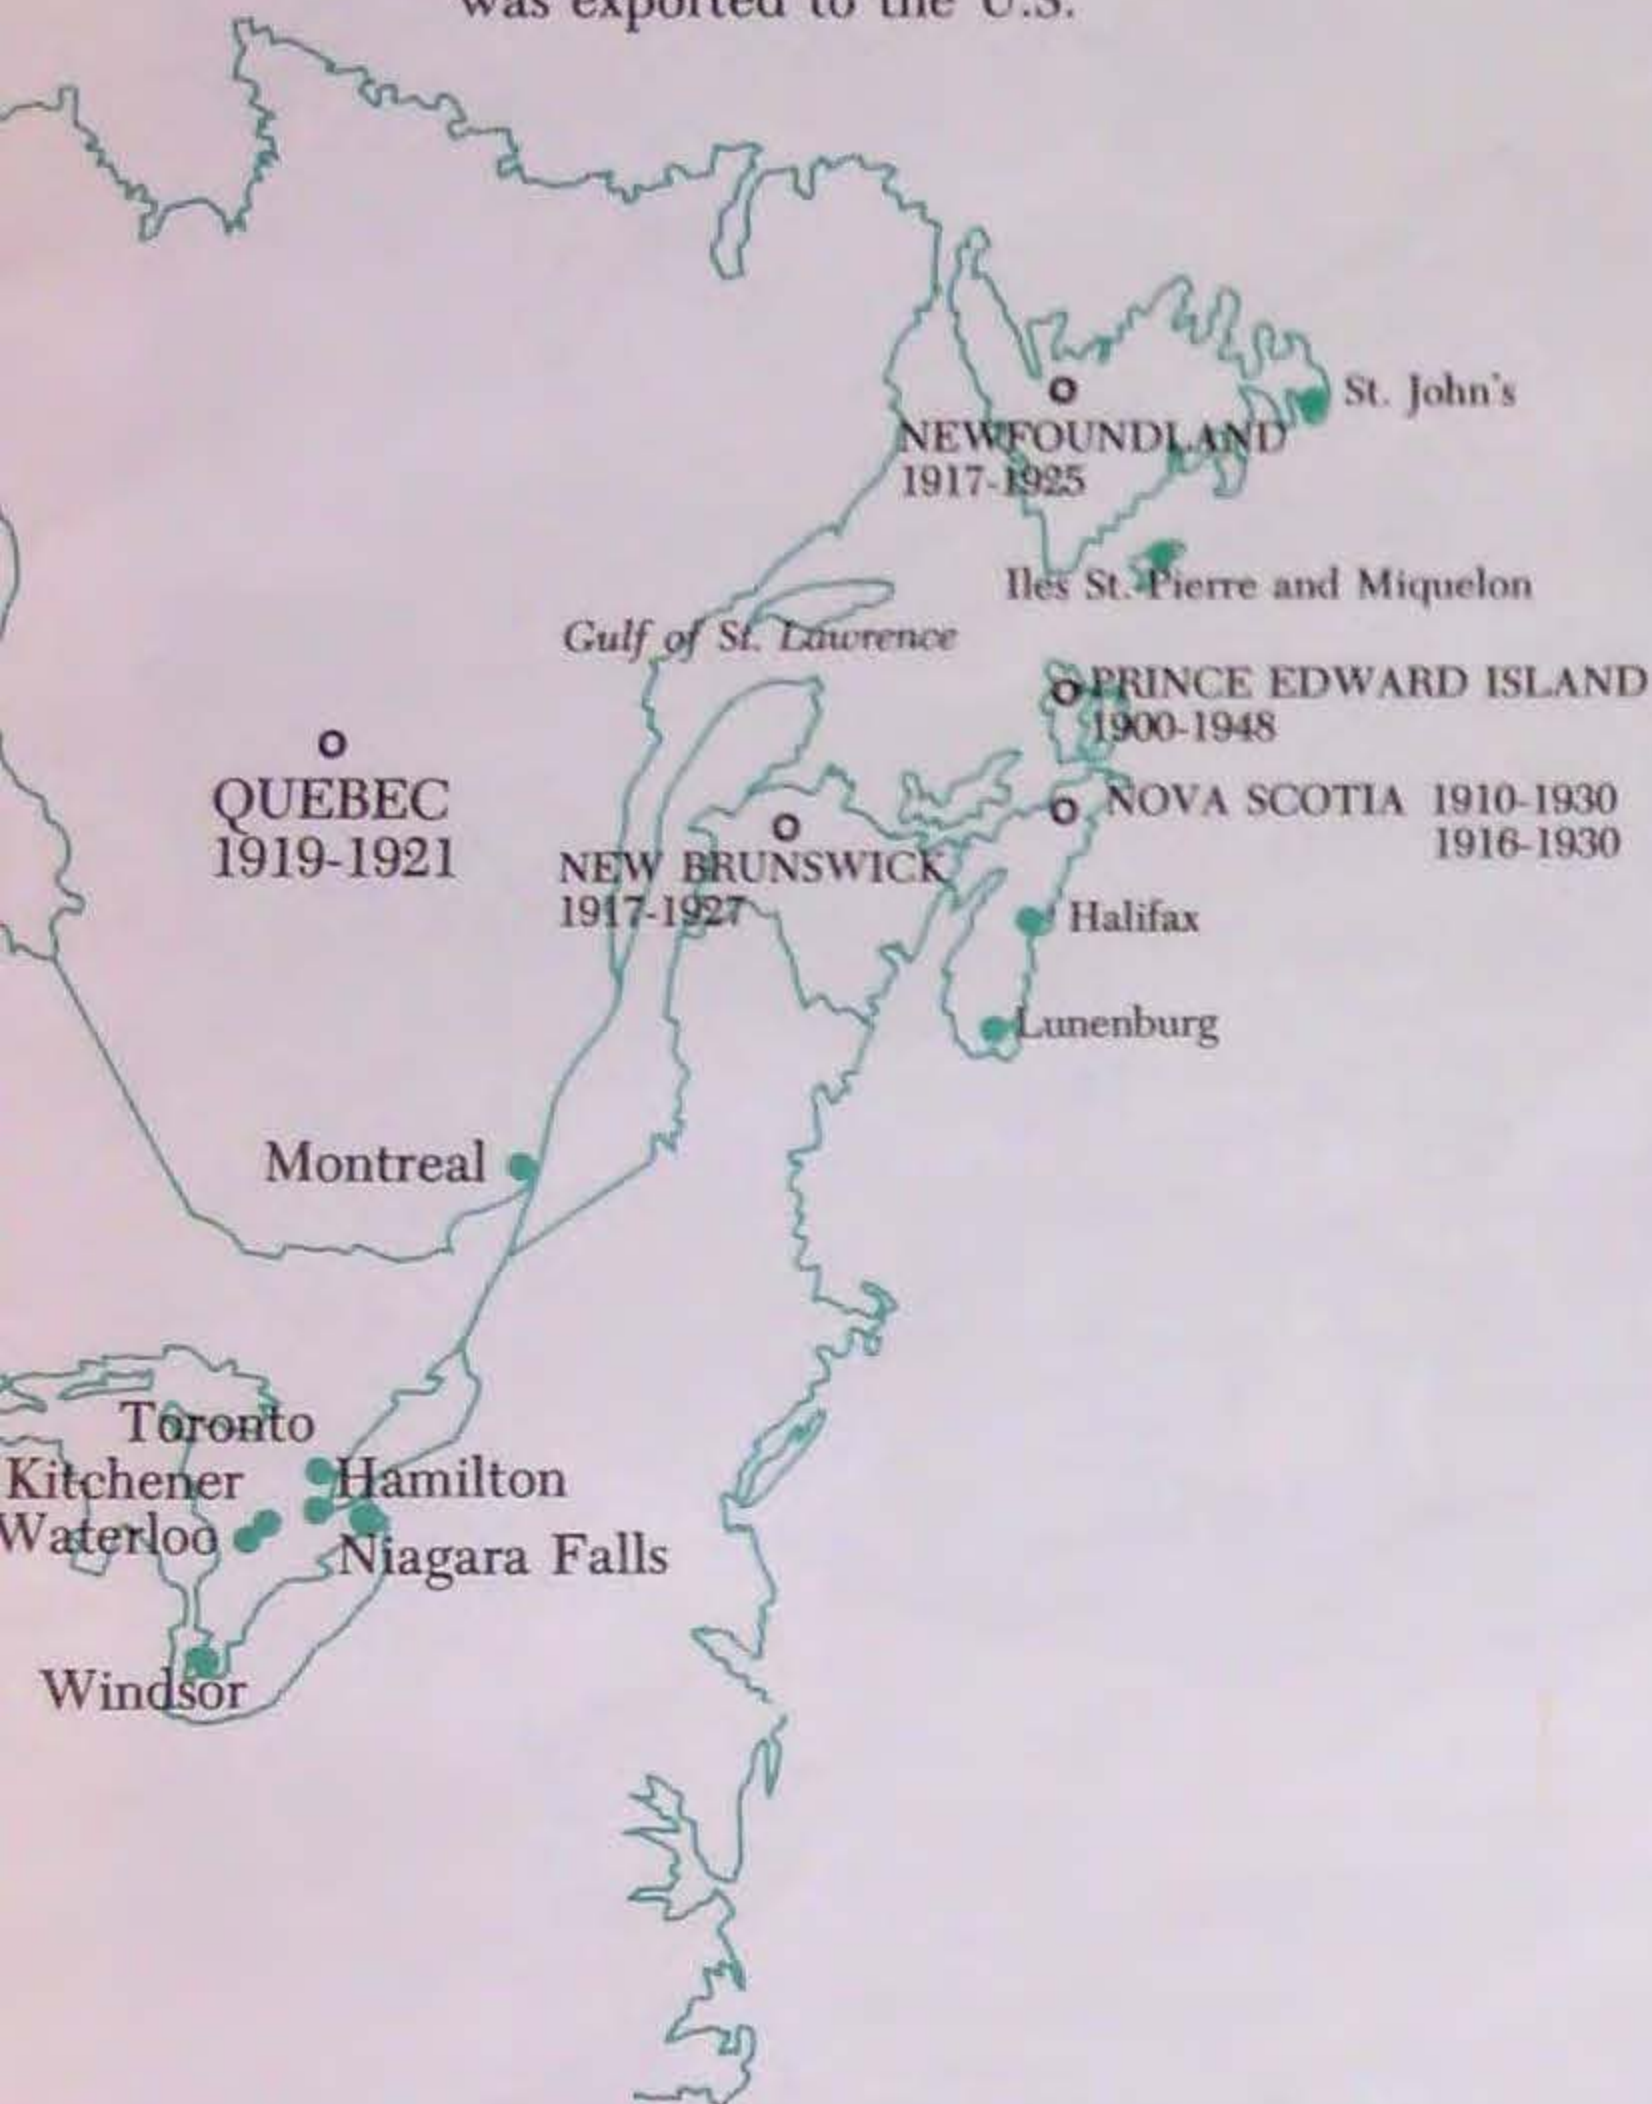 was exported to the U.S.
St. John's
NEWFOUNDLAND
1917-1925
Iles St. Pierre and Miquelon
Gulf of St. Lawrence
PRINCE EDWARD ISLAND
1900-1948
QUEBEC
1919-1921
NOVA SCOTIA 1910-1930
1916-1930
NEW BRUNSWICK
1917-1927
Halifax
Lunenburg
Montreal
Toronto
Kitchener
Hamilton
Waterloo
Niagara Falls
Windsor